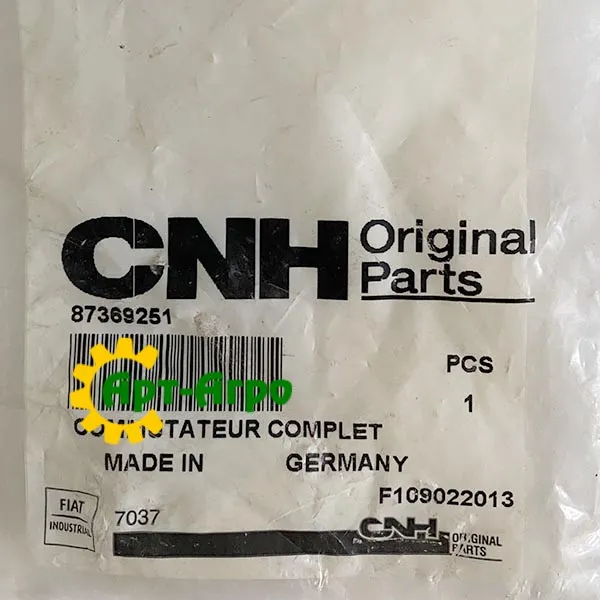 CNH Original
Parts
87369251
PCS
1
Арт-Агро
COMMUTATEUR COMPLET
MADE IN GERMANY
F109022013
FIAT
INDUSTRIAL
7037
CNH ORIGINAL
PARTS